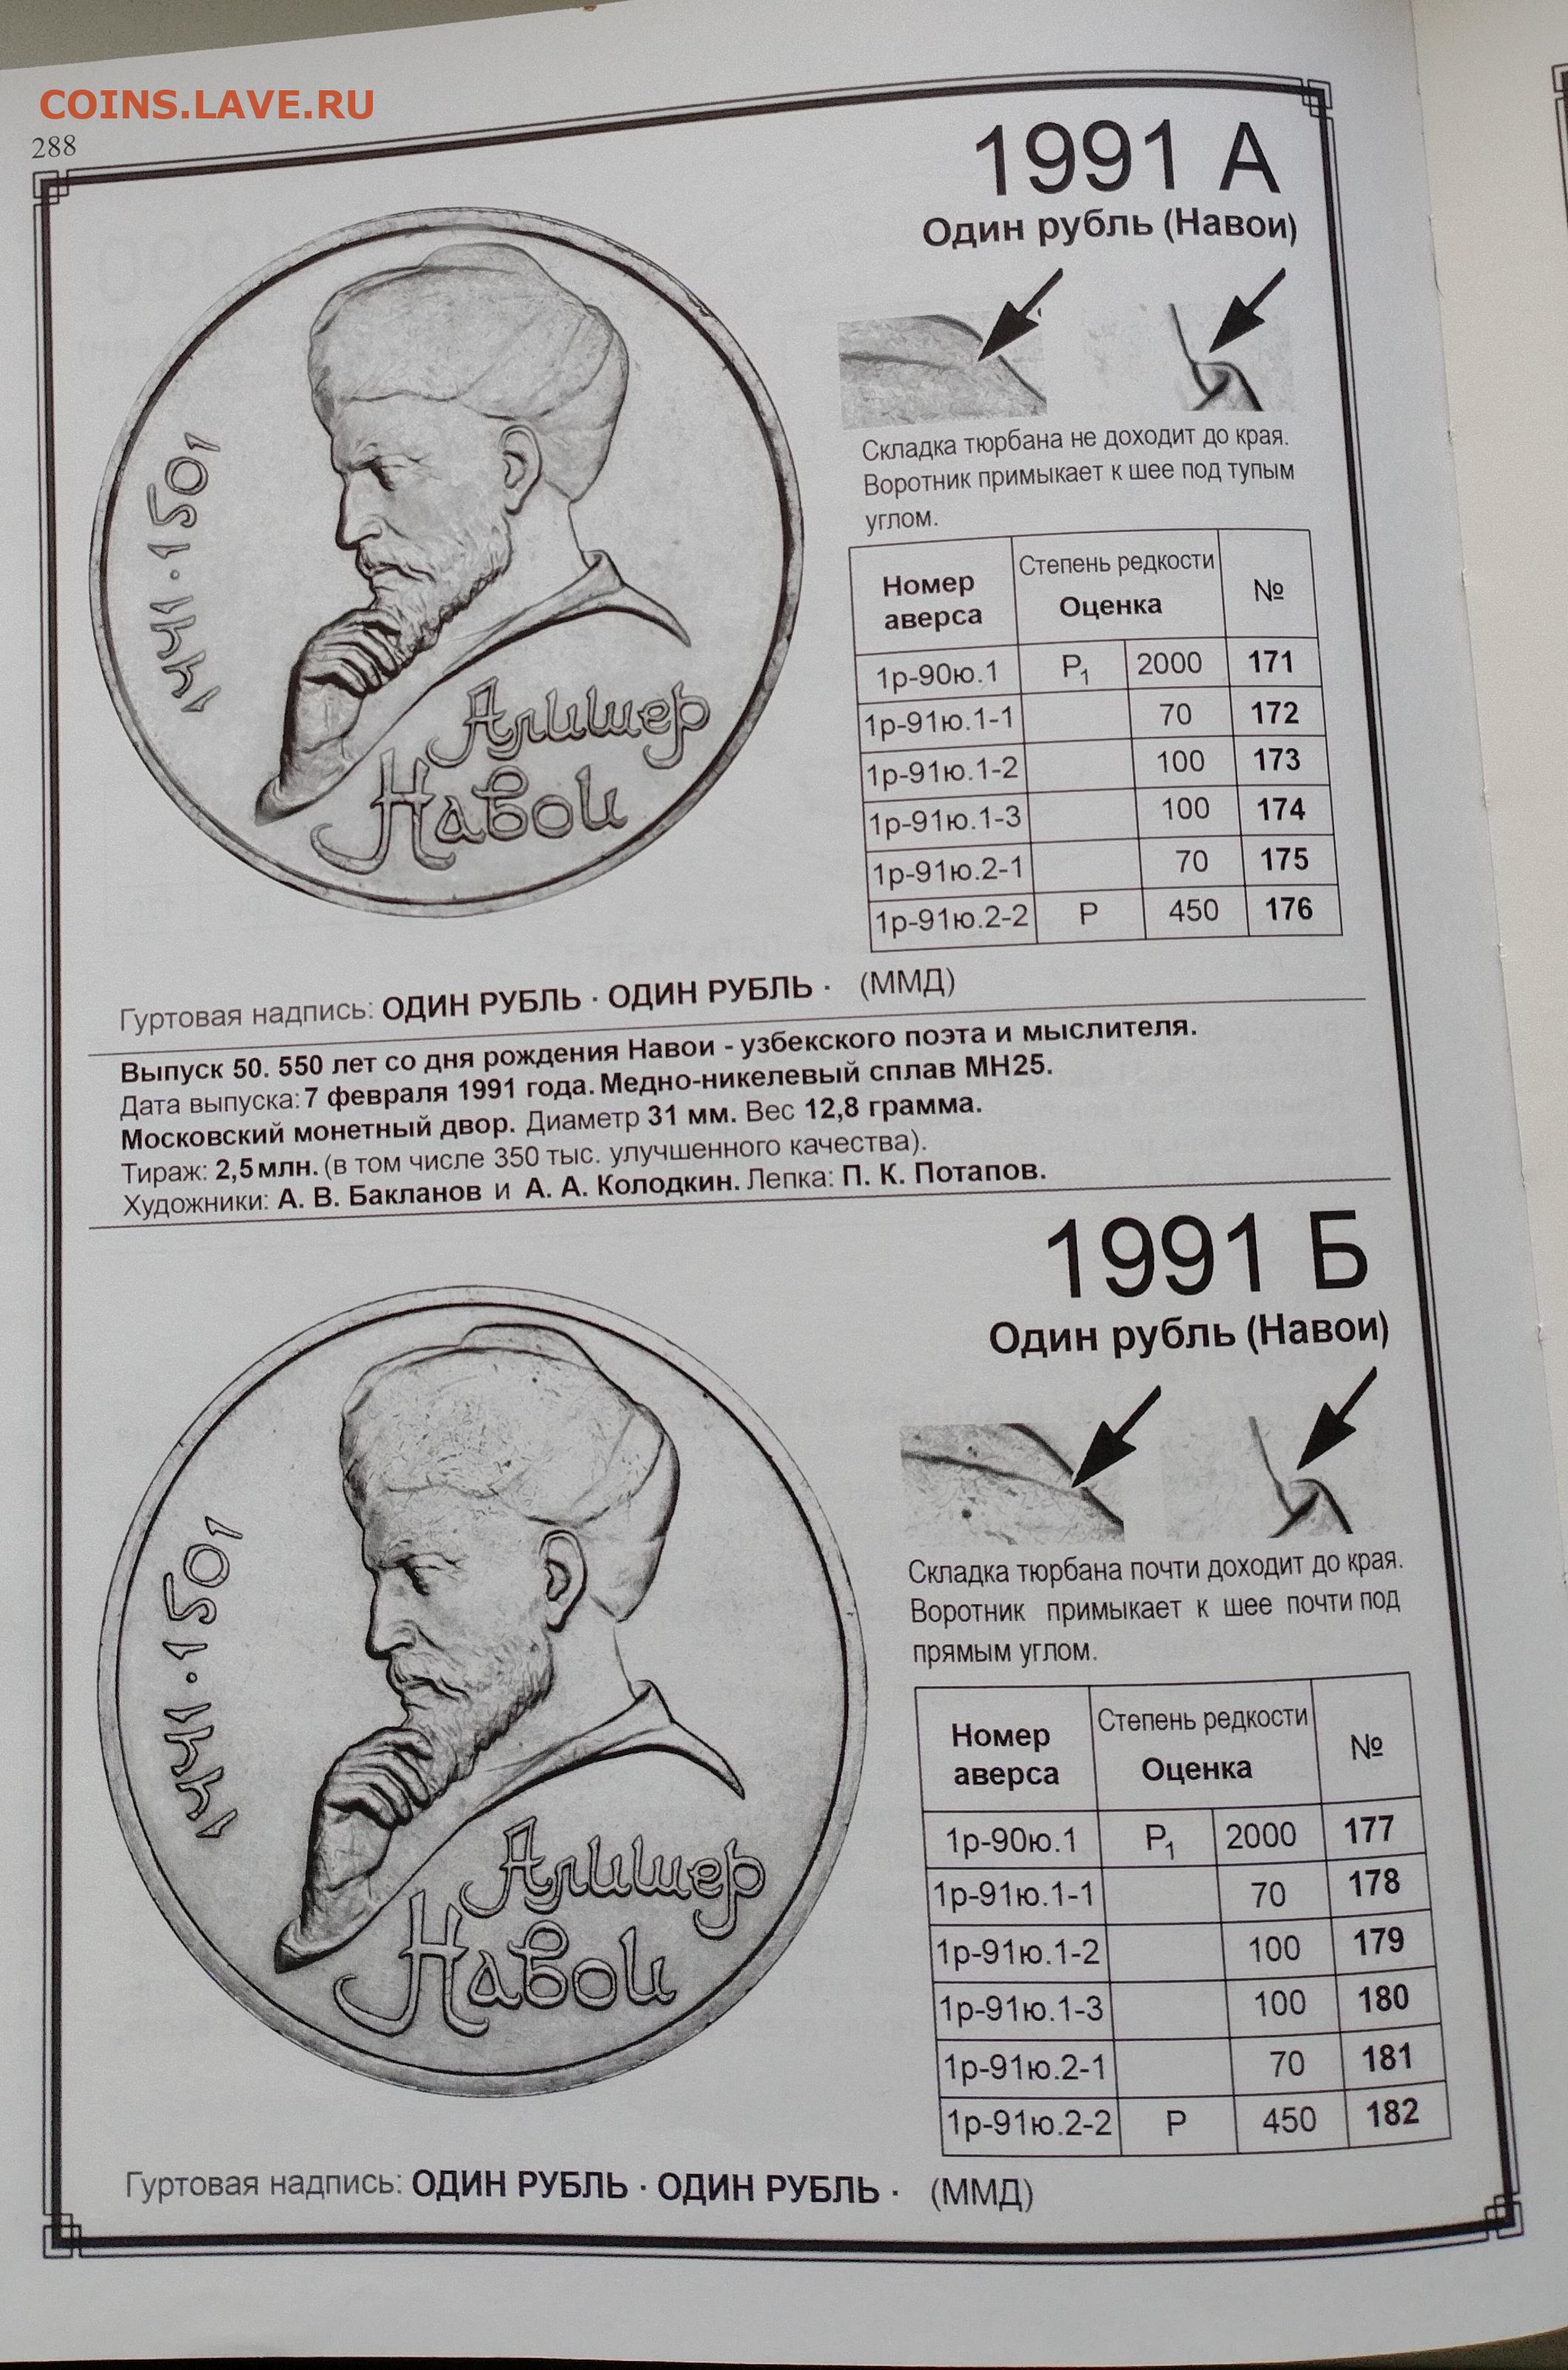 COINS.LAVE.RU
288
1991 А
Один рубль (Навои)
1441·1501
Алишер
Навои
Складка тюрбана не доходит до края.
Воротник примыкает к шее под тупым
углом.
Номер аверса | Степень редкости Оценка | №
1р-90ю.1 Р₁ 2000 171
1р-91ю.1-1 70 172
1р-91ю.1-2 100 173
1р-91ю.1-3 100 174
1р-91ю.2-1 70 175
1р-91ю.2-2 Р 450 176
Гуртовая надпись: ОДИН РУБЛЬ · ОДИН РУБЛЬ · (ММД)
Выпуск 50. 550 лет со дня рождения Навои - узбекского поэта и мыслителя.
Дата выпуска: 7 февраля 1991 года. Медно-никелевый сплав МН25.
Московский монетный двор. Диаметр 31 мм. Вес 12,8 грамма.
Тираж: 2,5 млн. (в том числе 350 тыс. улучшенного качества).
Художники: А. В. Бакланов и А. А. Колодкин. Лепка: П. К. Потапов.
1991 Б
Один рубль (Навои)
1441·1501
Алишер
Навои
Складка тюрбана почти доходит до края.
Воротник примыкает к шее почти под
прямым углом.
Номер аверса | Степень редкости Оценка | №
1р-90ю.1 Р₁ 2000 177
1р-91ю.1-1 70 178
1р-91ю.1-2 100 179
1р-91ю.1-3 100 180
1р-91ю.2-1 70 181
1р-91ю.2-2 Р 450 182
Гуртовая надпись: ОДИН РУБЛЬ · ОДИН РУБЛЬ · (ММД)